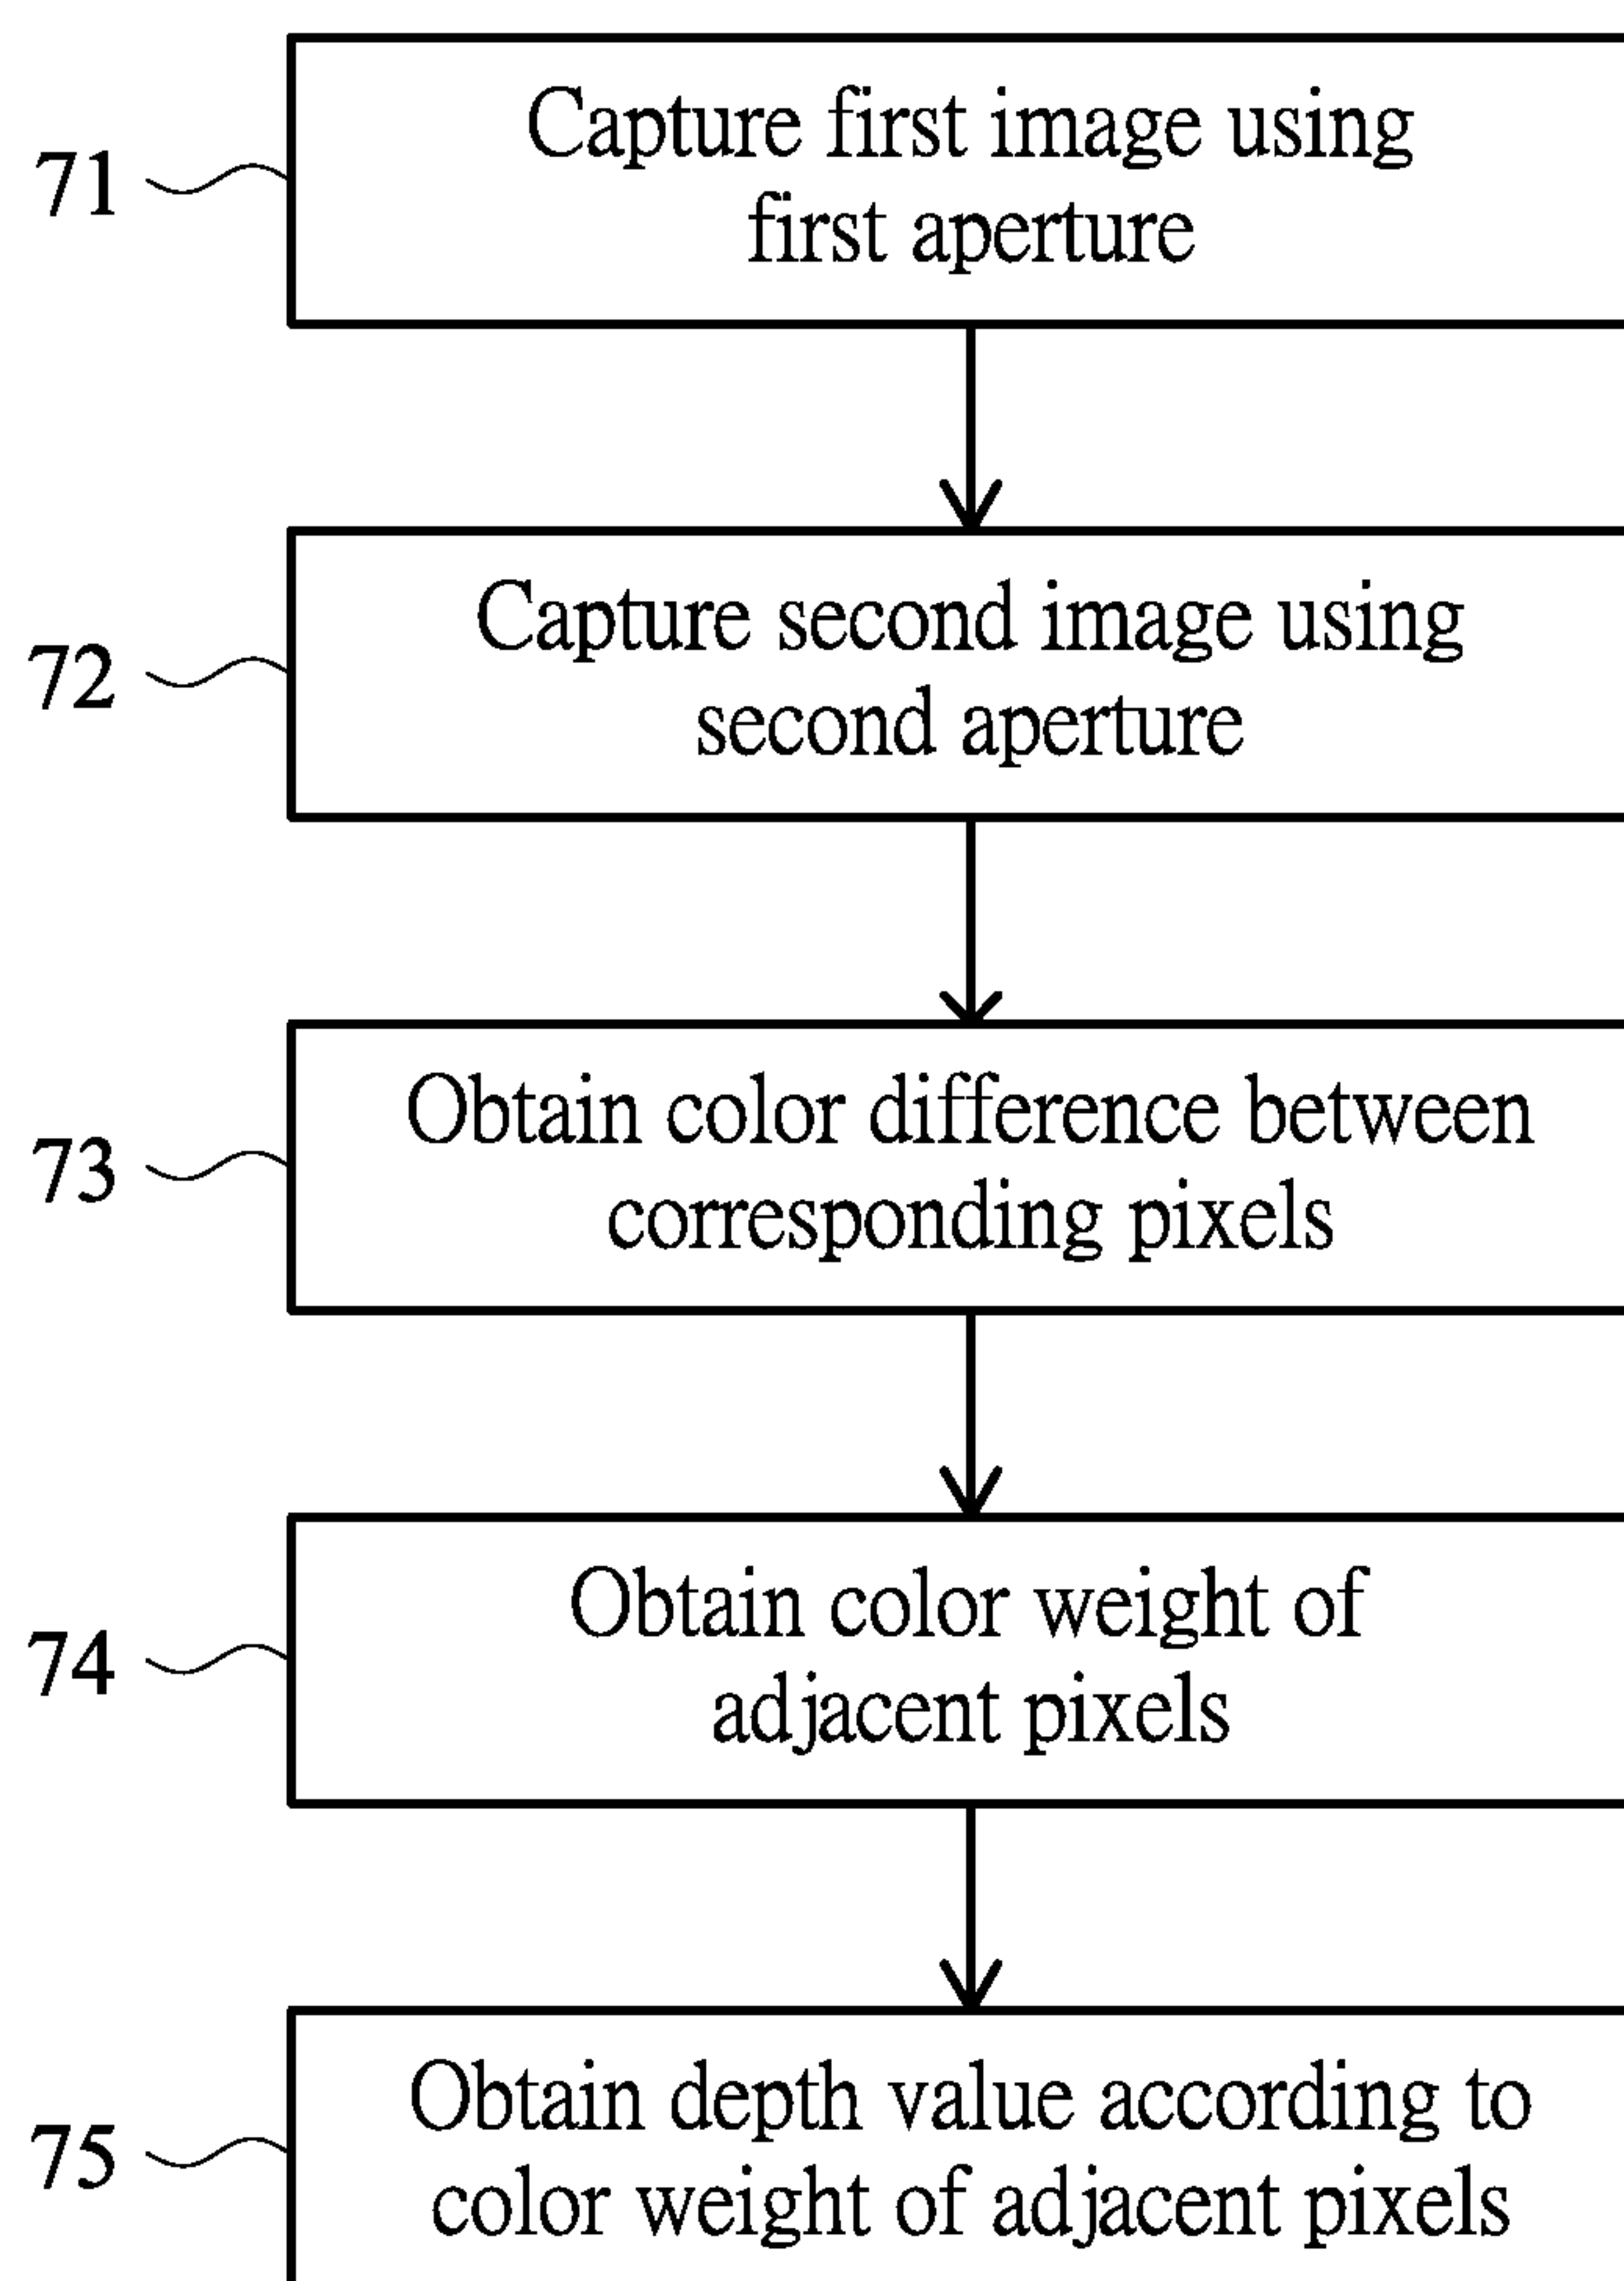 71
Capture first image using
first aperture
72
Capture second image using
second aperture
73
Obtain color difference between
corresponding pixels
74
Obtain color weight of
adjacent pixels
75
Obtain depth value according to
color weight of adjacent pixels